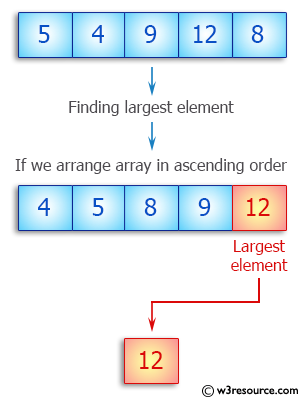 5 4 9 12 8
Finding largest element
If we arrange array in ascending order
4 5 8 9 12
Largest
element
12
© w3resource.com